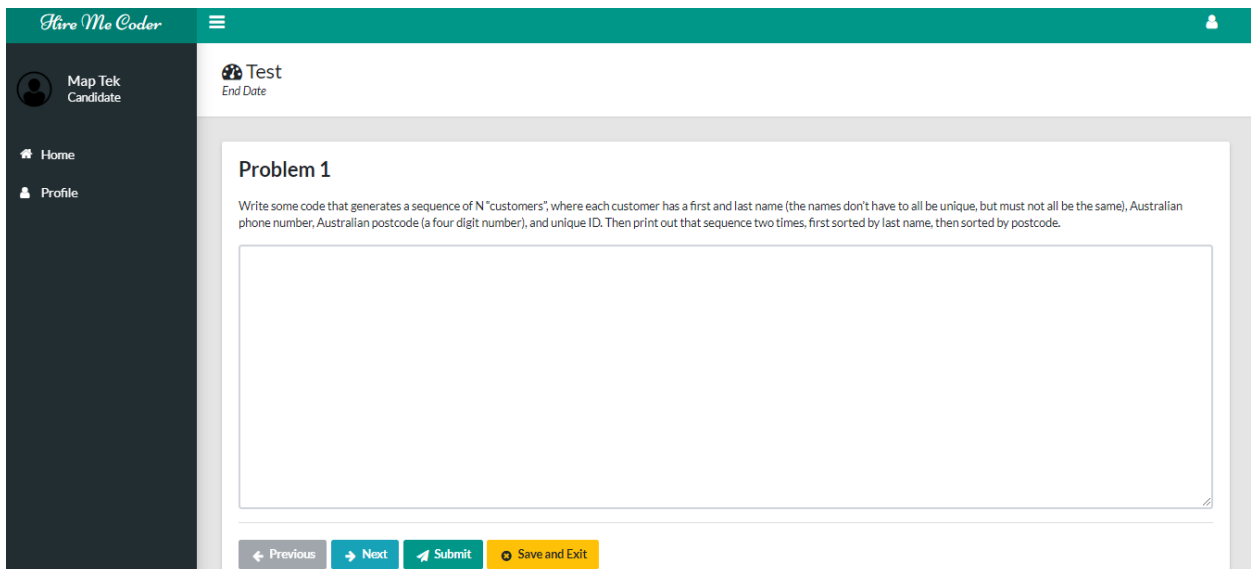 Hire Me Coder
Map Tek
Candidate
Home
Profile
Test
End Date
Problem 1
Write some code that generates a sequence of N "customers", where each customer has a first and last name (the names don't have to all be unique, but must not all be the same), Australian
phone number, Australian postcode (a four digit number), and unique ID. Then print out that sequence two times, first sorted by last name, then sorted by postcode.
Previous
Next
Submit
Save and Exit